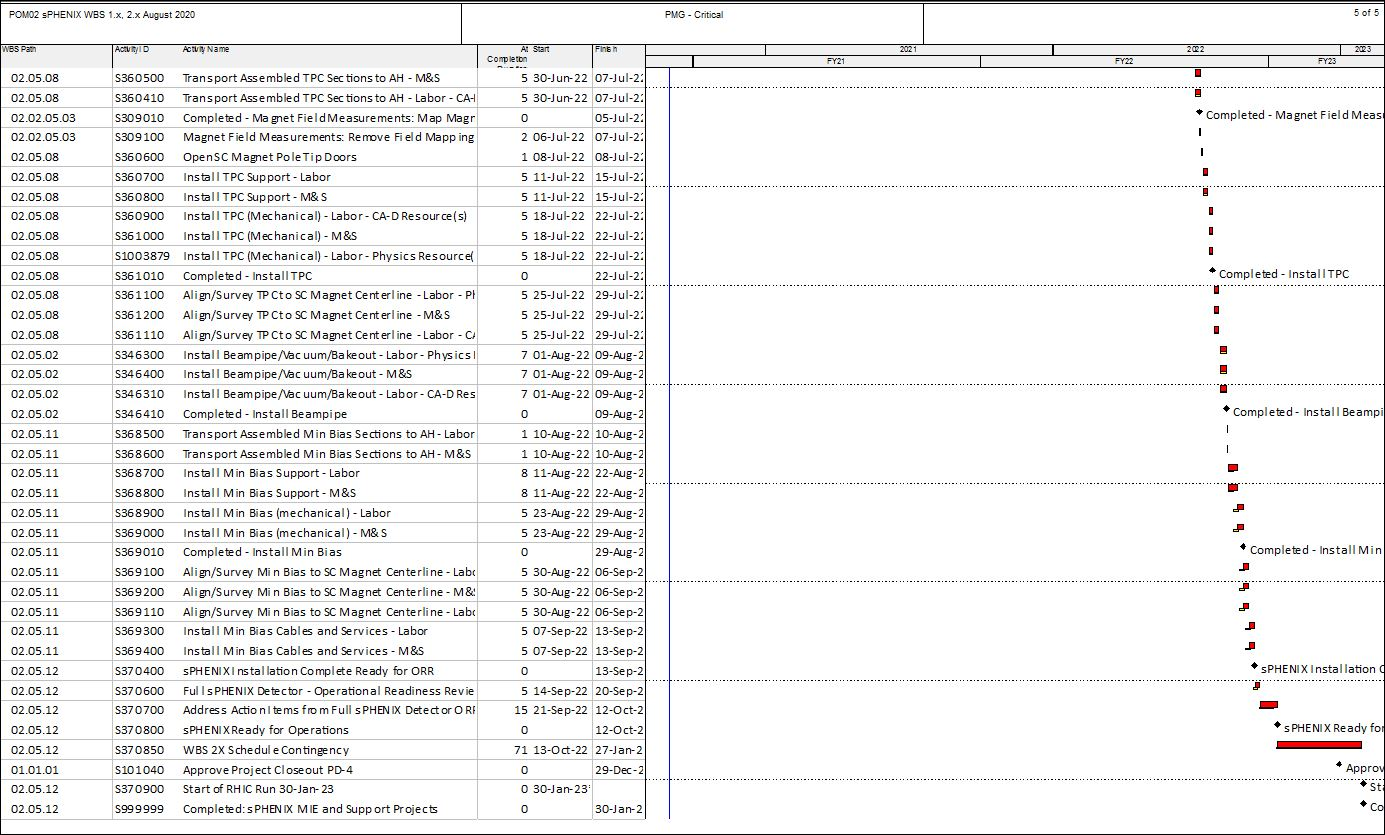 POM02 sPHENIX WBS 1.x, 2.x August 2020 PMG - Critical 5 of 5
WBS Path Activity ID Activity Name At Completion Start Finish 2021 2022 2023
FY21 FY22 FY23
02.05.08 S360500 Transport Assembled TPC Sections to AH - M&S 5 30-Jun-22 07-Jul-22
02.05.08 S360410 Transport Assembled TPC Sections to AH - Labor - CA- 5 30-Jun-22 07-Jul-22
02.02.05.03 S309010 Completed - Magnet Field Measurements: Map Magn 0 05-Jul-22 Completed - Magnet Field Meas
02.02.05.03 S309100 Magnet Field Measurements: Remove Field Mapping 2 06-Jul-22 07-Jul-22
02.05.08 S360600 Open SC Magnet Pole Tip Doors 1 08-Jul-22 08-Jul-22
02.05.08 S360700 Install TPC Support - Labor 5 11-Jul-22 15-Jul-22
02.05.08 S360800 Install TPC Support - M&S 5 11-Jul-22 15-Jul-22
02.05.08 S360900 Install TPC (Mechanical) - Labor - CA-D Resource(s) 5 18-Jul-22 22-Jul-22
02.05.08 S361000 Install TPC (Mechanical) - M&S 5 18-Jul-22 22-Jul-22
02.05.08 S1003879 Install TPC (Mechanical) - Labor - Physics Resource( 5 18-Jul-22 22-Jul-22
02.05.08 S361010 Completed - Install TPC 0 22-Jul-22 Completed - Install TPC
02.05.08 S361100 Align/Survey TPC to SC Magnet Centerline - Labor - P 5 25-Jul-22 29-Jul-22
02.05.08 S361200 Align/Survey TPC to SC Magnet Centerline - M&S 5 25-Jul-22 29-Jul-22
02.05.08 S361110 Align/Survey TPC to SC Magnet Centerline - Labor - CA 5 25-Jul-22 29-Jul-22
02.05.02 S346300 Install Beampipe/Vacuum/Bakeout - Labor - Physics 7 01-Aug-22 09-Aug-2
02.05.02 S346400 Install Beampipe/Vacuum/Bakeout - M&S 7 01-Aug-22 09-Aug-2
02.05.02 S346310 Install Beampipe/Vacuum/Bakeout - Labor - CA-D Res 7 01-Aug-22 09-Aug-2
02.05.02 S346410 Completed - Install Beampipe 0 09-Aug-2 Completed - Install Beampi
02.05.11 S368500 Transport Assembled Min Bias Sections to AH - Labor 1 10-Aug-22 10-Aug-2
02.05.11 S368600 Transport Assembled Min Bias Sections to AH - M&S 1 10-Aug-22 10-Aug-2
02.05.11 S368700 Install Min Bias Support - Labor 8 11-Aug-22 22-Aug-2
02.05.11 S368800 Install Min Bias Support - M&S 8 11-Aug-22 22-Aug-2
02.05.11 S368900 Install Min Bias (mechanical) - Labor 5 23-Aug-22 29-Aug-2
02.05.11 S369000 Install Min Bias (mechanical) - M&S 5 23-Aug-22 29-Aug-2
02.05.11 S369010 Completed - Install Min Bias 0 29-Aug-2 Completed - Install Min
02.05.11 S369100 Align/Survey Min Bias to SC Magnet Centerline - Labo 5 30-Aug-22 06-Sep-2
02.05.11 S369200 Align/Survey Min Bias to SC Magnet Centerline - M& 5 30-Aug-22 06-Sep-2
02.05.11 S369110 Align/Survey Min Bias to SC Magnet Centerline - Labo 5 30-Aug-22 06-Sep-2
02.05.11 S369300 Install Min Bias Cables and Services - Labor 5 07-Sep-22 13-Sep-2
02.05.11 S369400 Install Min Bias Cables and Services - M&S 5 07-Sep-22 13-Sep-2
02.05.12 S370400 sPHENIX Installation Complete Ready for ORR 0 13-Sep-2 sPHENIX Installation C
02.05.12 S370600 Full sPHENIX Detector - Operational Readiness Revie 5 14-Sep-22 20-Sep-2
02.05.12 S370700 Address Action Items from Full sPHENIX Detector OR 15 21-Sep-22 12-Oct-2
02.05.12 S370800 sPHENIX Ready for Operations 0 12-Oct-2 sPHENIX Ready for
02.05.12 S370850 WBS 2X Schedule Contingency 71 13-Oct-22 27-Jan-2
01.01.01 S101040 Approve Project Closeout PD-4 0 29-Dec-2 Approv
02.05.12 S370900 Start of RHIC Run 30-Jan-23 0 30-Jan-23* Sta
02.05.12 S999999 Completed: sPHENIX MIE and Support Projects 0 30-Jan-2 Co